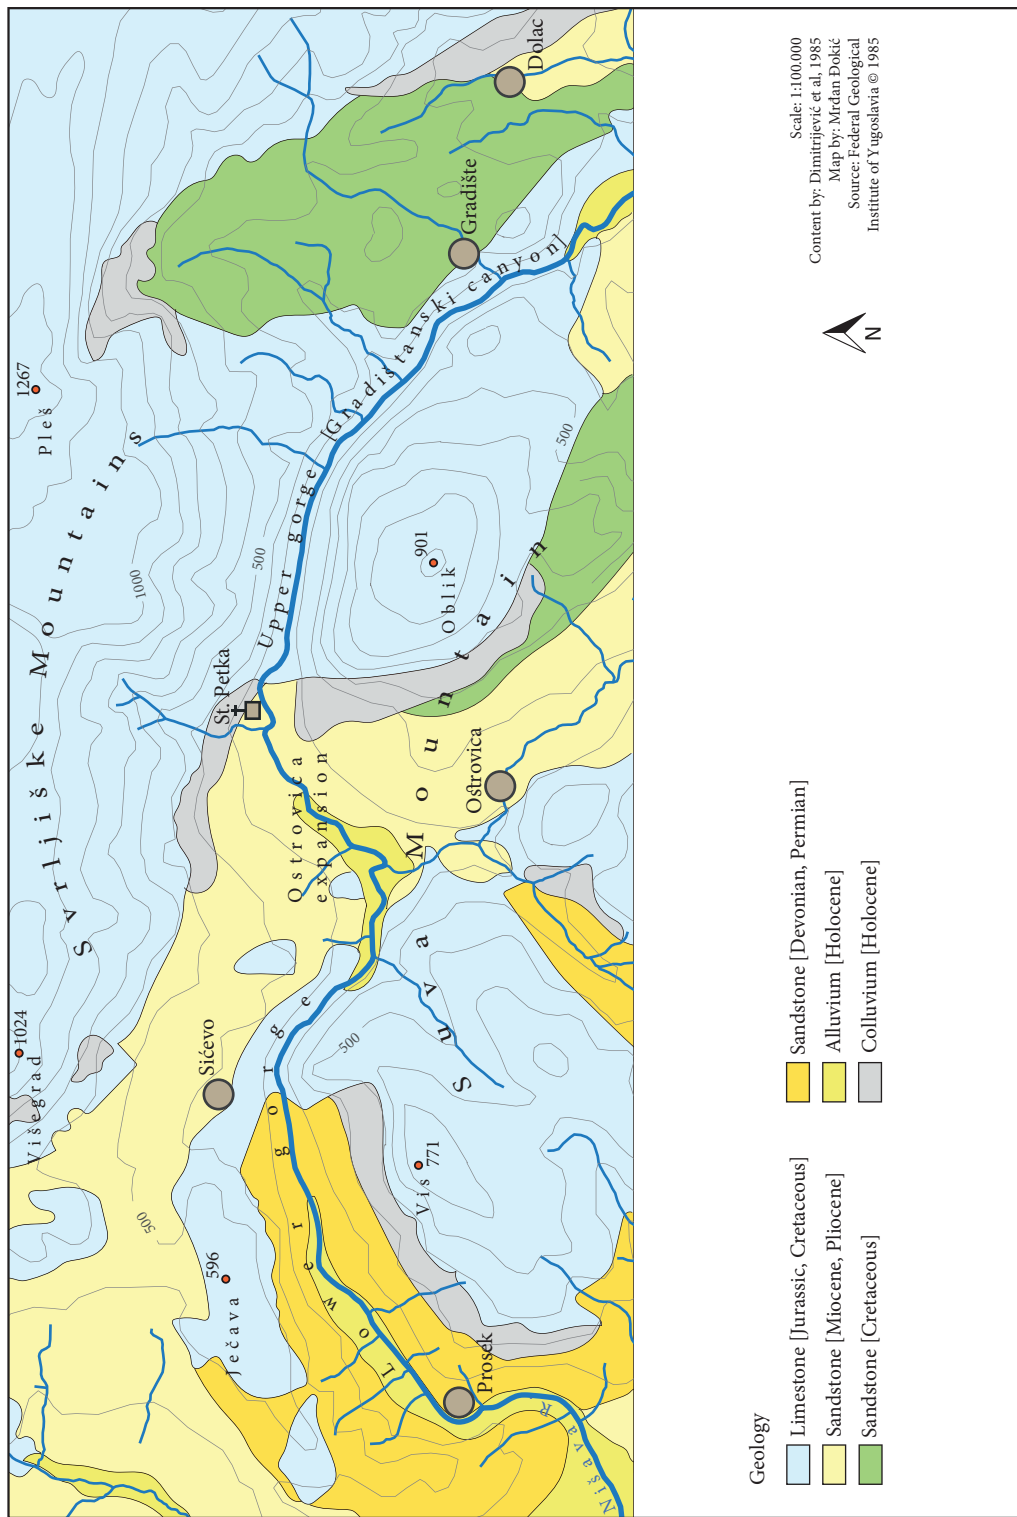 Svrljiške Mountains
Višegrad
1024
Pleš
1267
1000
500
500
500
500
Ječava
596
Sićevo
St. Petka
Ostrovica
expansion
Upper gorge [Gradištanski canyon]
Gradište
Dolac
Lower gorge
Prosek
Nišava R.
Vis
771
Suva Mountain
Ostrovica
Oblik
901
Geology
Limestone [Jurassic, Cretaceous]
Sandstone [Miocene, Pliocene]
Sandstone [Cretaceous]
Sandstone [Devonian, Permian]
Alluvium [Holocene]
Colluvium [Holocene]
N
Scale: 1:100.000
Content by: Dimitrijević et al, 1985
Map by: Mrđan Đokić
Source: Federal Geological
Institute of Yugoslavia © 1985